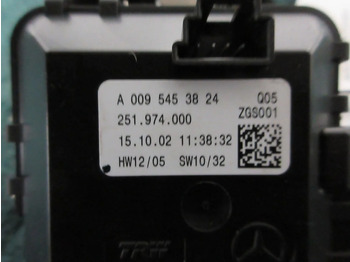 A 009 545 38 24 Q05
251.974.000 ZGS001
15.10.02 11:38:32
HW12/05 SW10/32
TRW